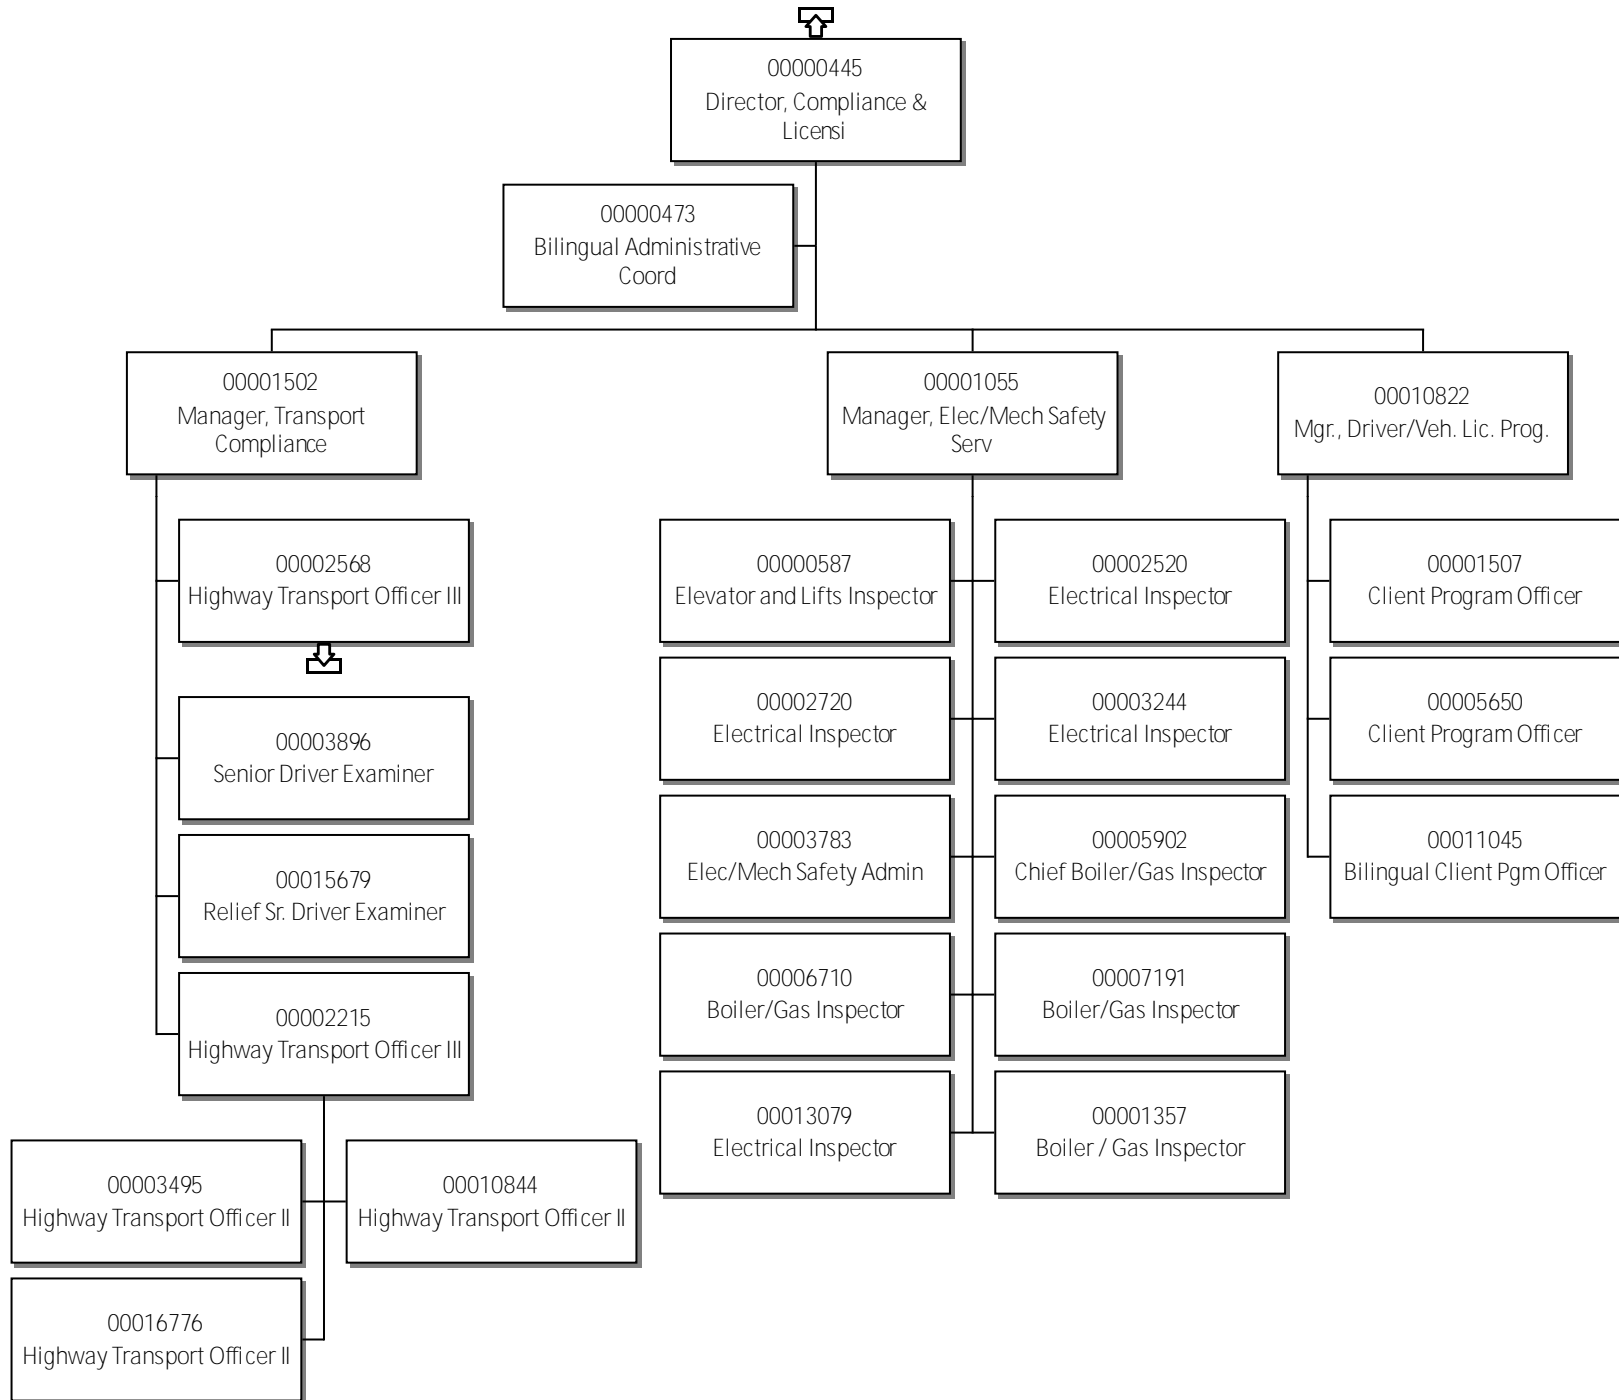 00000445
Director, Compliance &
Licensi
00000473
Bilingual Administrative
Coord
00001502
Manager, Transport
Compliance
00001055
Manager, Elec/Mech Safety
Serv
00010822
Mgr., Driver/Veh. Lic. Prog.
00002568
Highway Transport Officer III
00003896
Senior Driver Examiner
00015679
Relief Sr. Driver Examiner
00002215
Highway Transport Officer III
00003495
Highway Transport Officer II
00010844
Highway Transport Officer II
00016776
Highway Transport Officer II
00000587
Elevator and Lifts Inspector
00002520
Electrical Inspector
00002720
Electrical Inspector
00003244
Electrical Inspector
00003783
Elec/Mech Safety Admin
00005902
Chief Boiler/Gas Inspector
00006710
Boiler/Gas Inspector
00007191
Boiler/Gas Inspector
00013079
Electrical Inspector
00001357
Boiler / Gas Inspector
00001507
Client Program Officer
00005650
Client Program Officer
00011045
Bilingual Client Pgm Officer